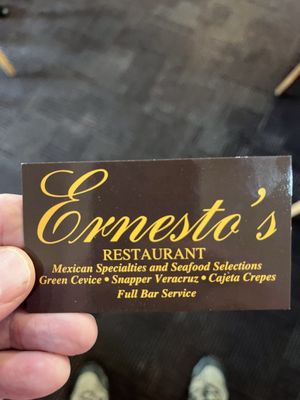 Ernesto's
RESTAURANT
Mexican Specialties and Seafood Selections
Green Cevice • Snapper Veracruz • Cajeta Crepes
Full Bar Service